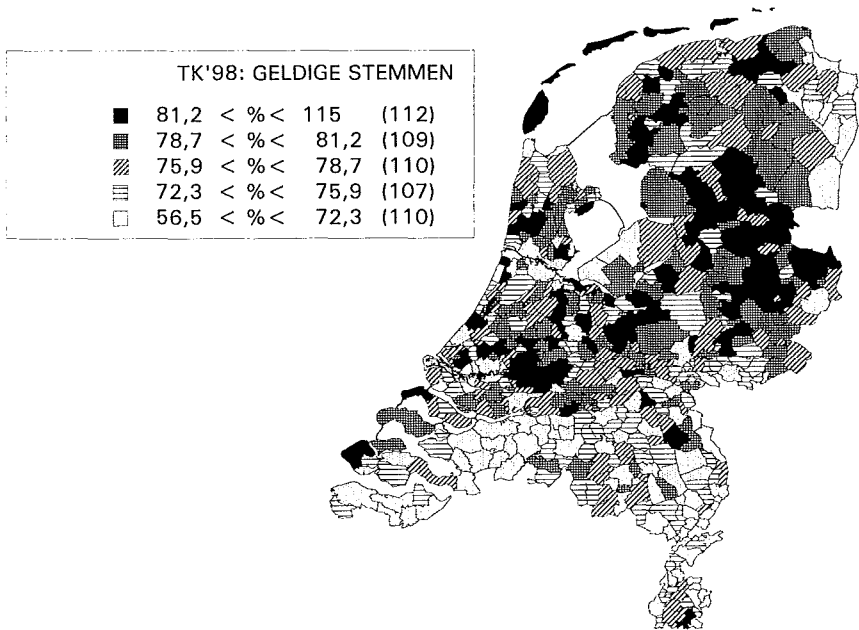 TK'98: GELDIGE STEMMEN
81,2 < %< 115 (112)
78,7 < %< 81,2 (109)
75,9 < %< 78,7 (110)
72,3 < %< 75,9 (107)
56,5 < %< 72,3 (110)